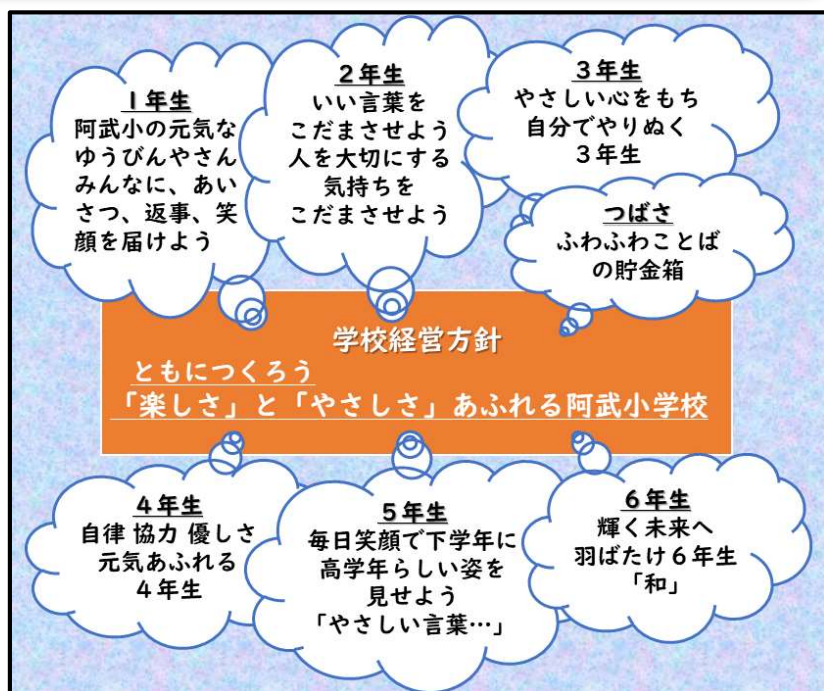 1年生
阿武小の元気な
ゆうびんやさん
みんなに、あい
さつ、返事、笑
顔を届けよう
2年生
いい言葉を
こだまさせよう
人を大切にする
気持ちを
こだまさせよう
3年生
やさしい心をもち
自分でやりぬく
3年生
つばさ
ふわふわことば
の貯金箱
学校経営方針
ともにつくろう
「楽しさ」と「やさしさ」あふれる阿武小学校
4年生
自律 協力 優しさ
元気あふれる
4年生
5年生
毎日笑顔で下学年に
高学年らしい姿を
見せよう
「やさしい言葉…」
6年生
輝く未来へ
羽ばたけ6年生
「和」